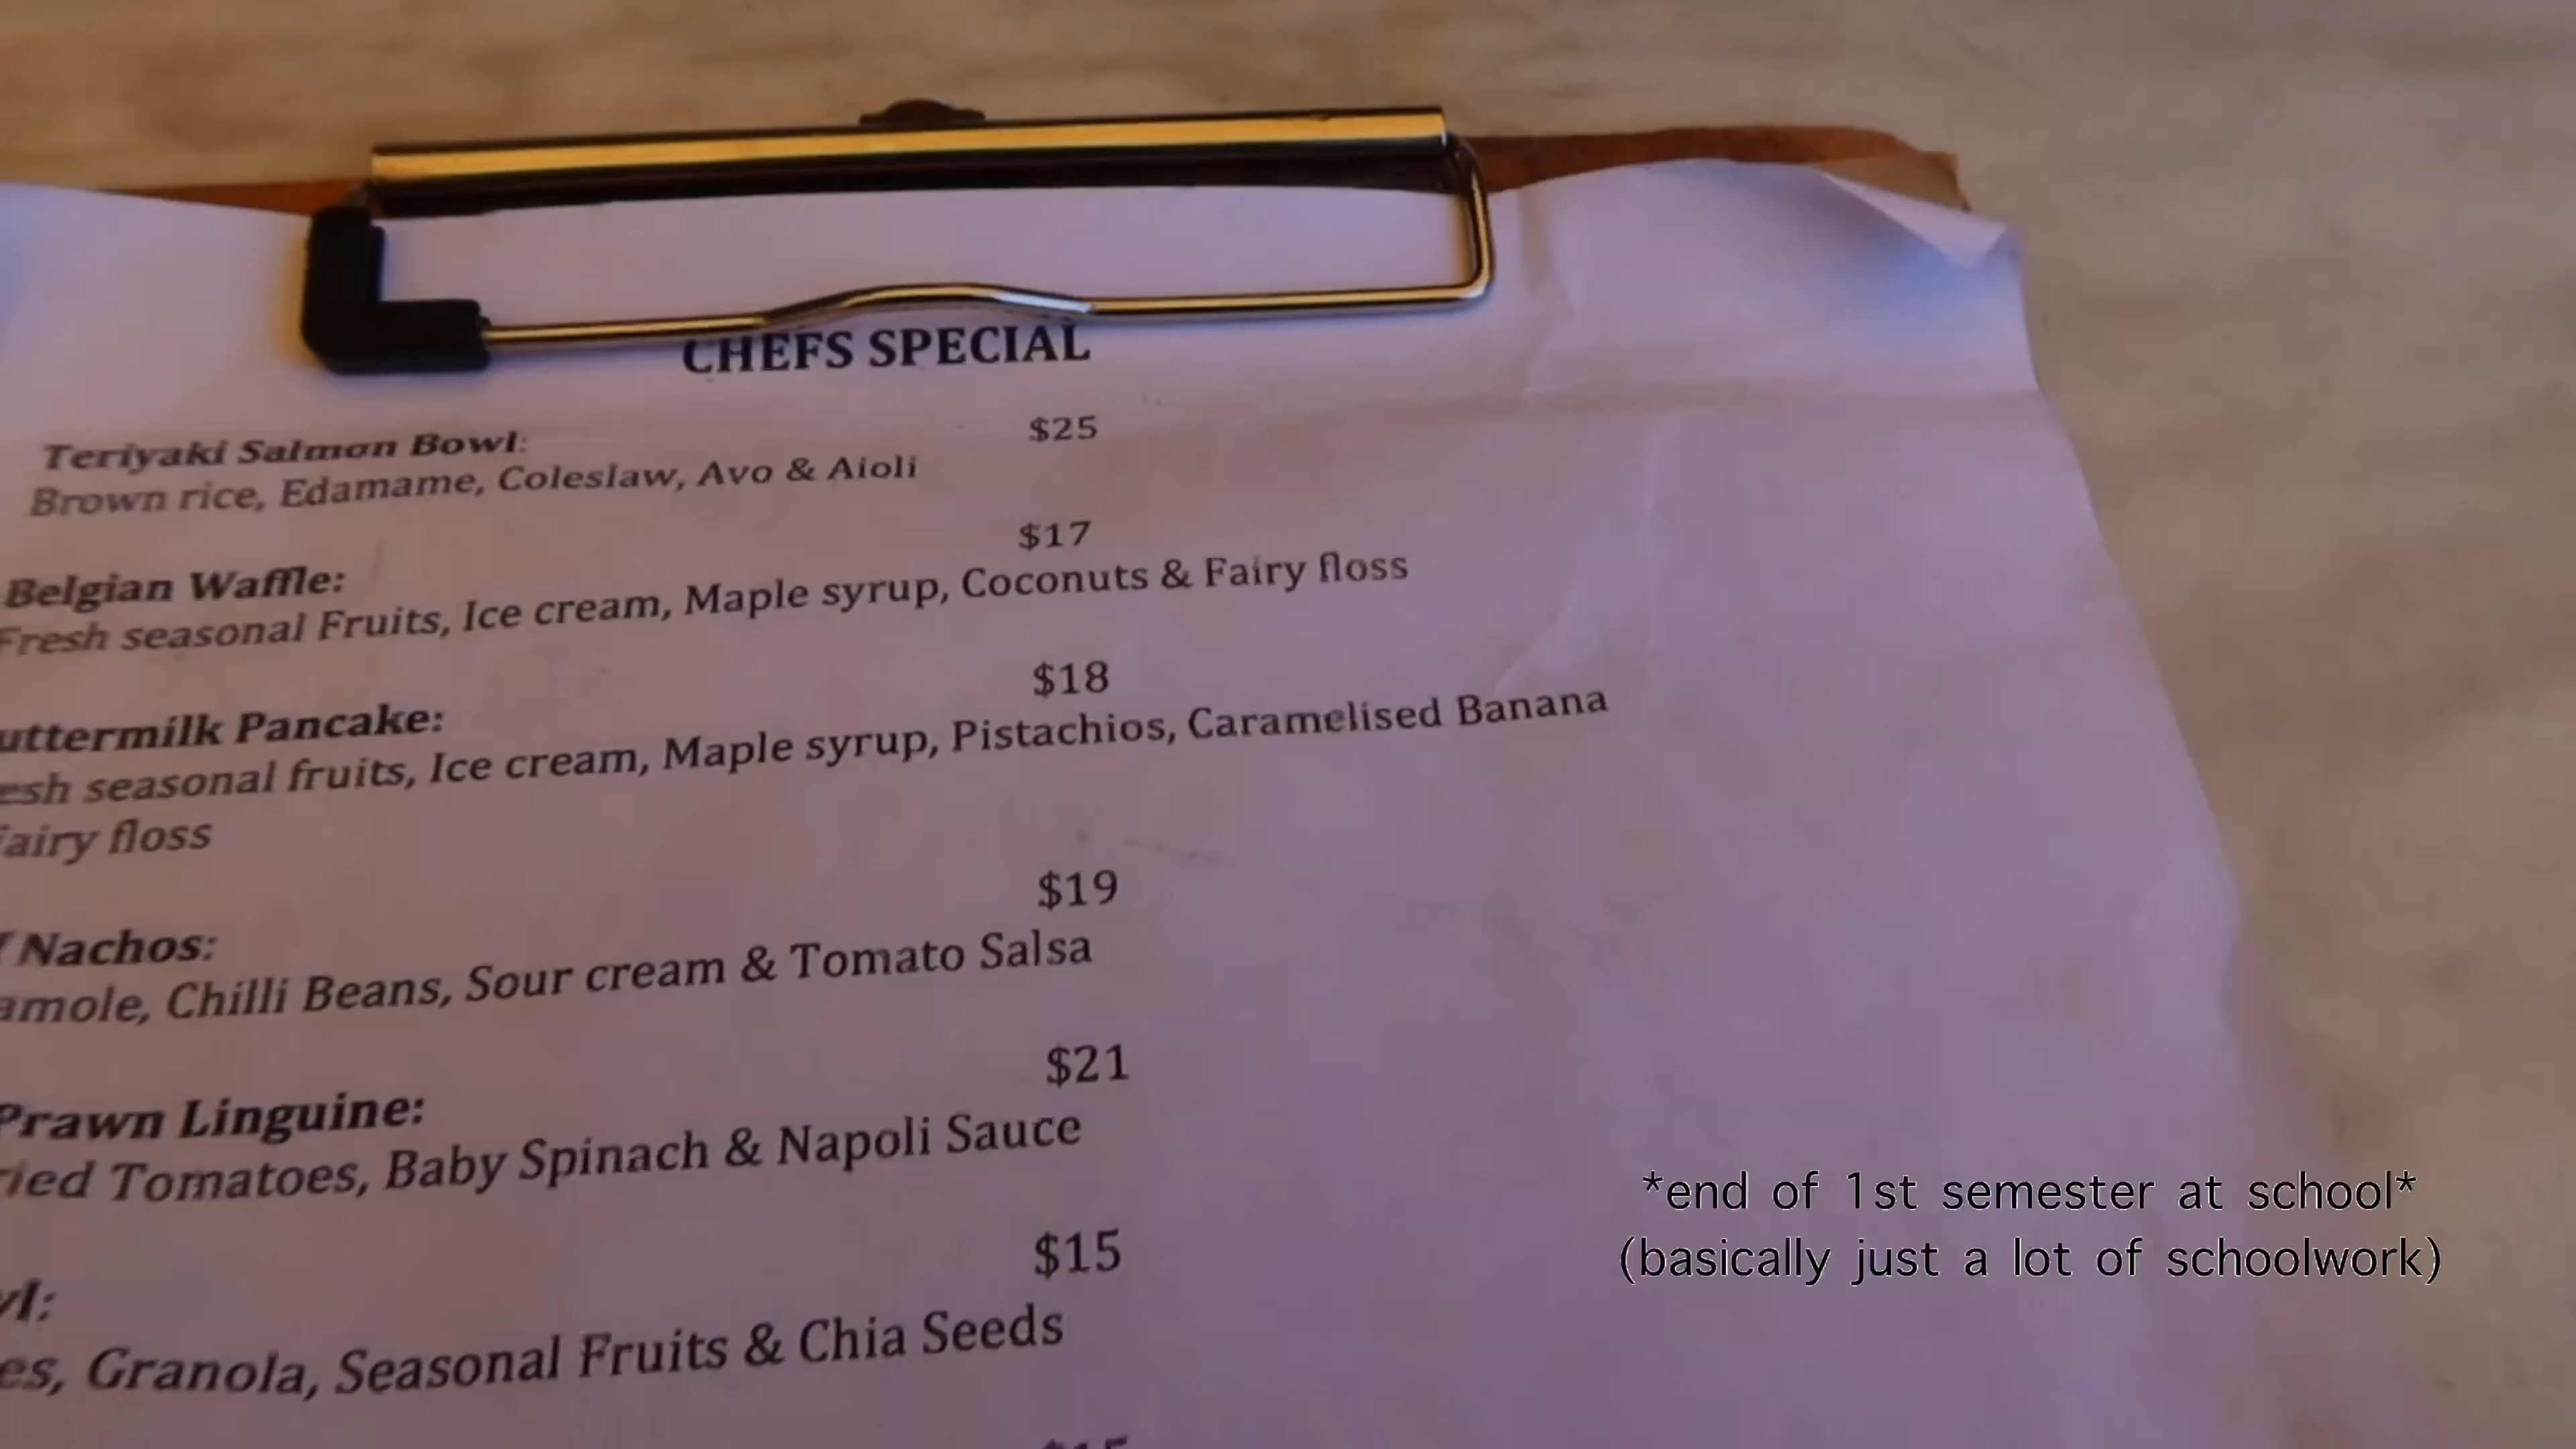 CHEFS SPECIAL
Teriyaki Salmon Bowl: $25
Brown rice, Edamame, Coleslaw, Avo & Aioli
$17
Belgian Waffle:
Fresh seasonal Fruits, Ice cream, Maple syrup, Coconuts & Fairy floss
$18
uttermilk Pancake:
esh seasonal fruits, Ice cream, Maple syrup, Pistachios, Caramelised Banana
fairy floss
$19
Nachos:
amole, Chilli Beans, Sour cream & Tomato Salsa
$21
Prawn Linguine:
ried Tomatoes, Baby Spinach & Napoli Sauce
$15
wl:
es, Granola, Seasonal Fruits & Chia Seeds
*end of 1st semester at school*
(basically just a lot of schoolwork)